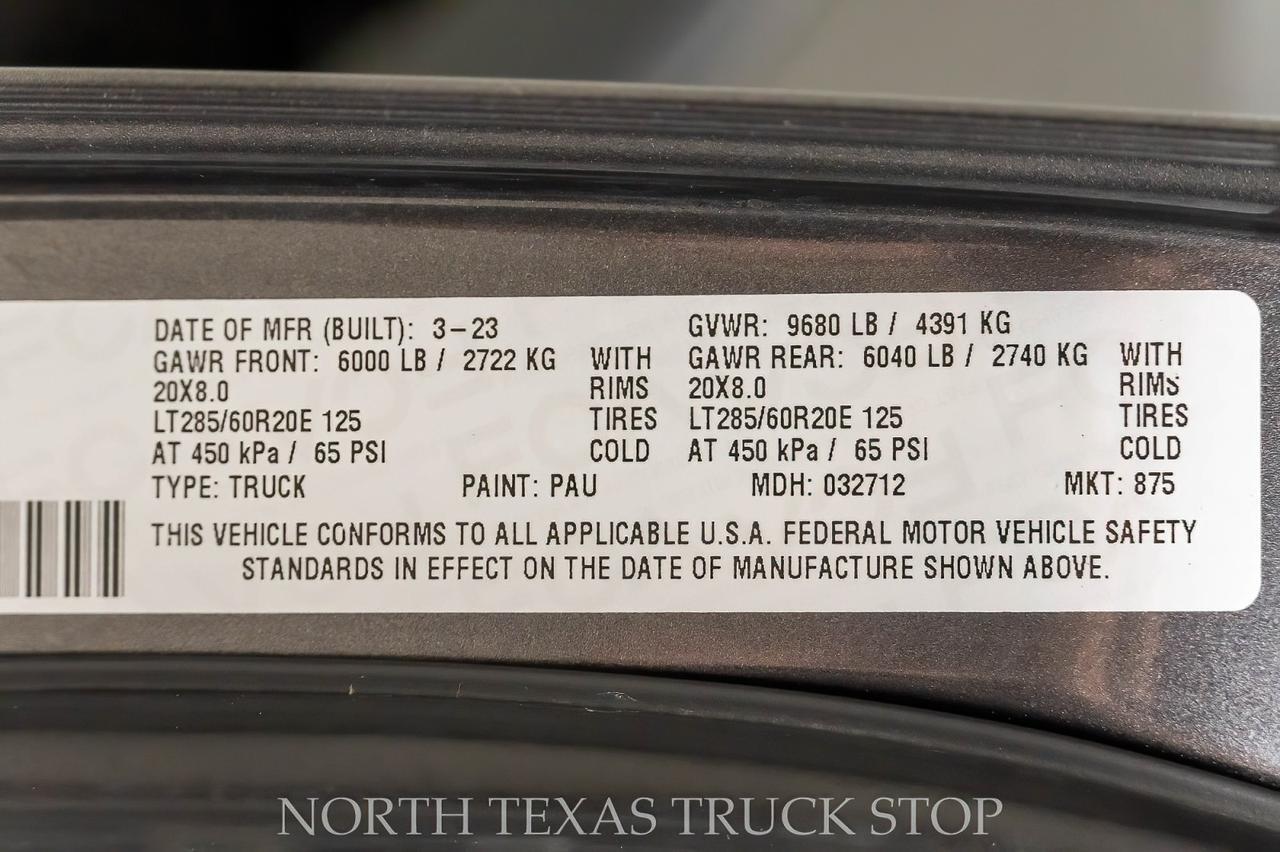 DATE OF MFR (BUILT): 3-23 GVWR: 9680 LB / 4391 KG
GAWR FRONT: 6000 LB / 2722 KG WITH GAWR REAR: 6040 LB / 2740 KG WITH
20X8.0 RIMS 20X8.0 RIMS
LT285/60R20E 125 TIRES LT285/60R20E 125 TIRES
AT 450 kPa / 65 PSI COLD AT 450 kPa / 65 PSI COLD
TYPE: TRUCK PAINT: PAU MDH: 032712 MKT: 875
THIS VEHICLE CONFORMS TO ALL APPLICABLE U.S.A. FEDERAL MOTOR VEHICLE SAFETY
STANDARDS IN EFFECT ON THE DATE OF MANUFACTURE SHOWN ABOVE.
NORTH TEXAS TRUCK STOP